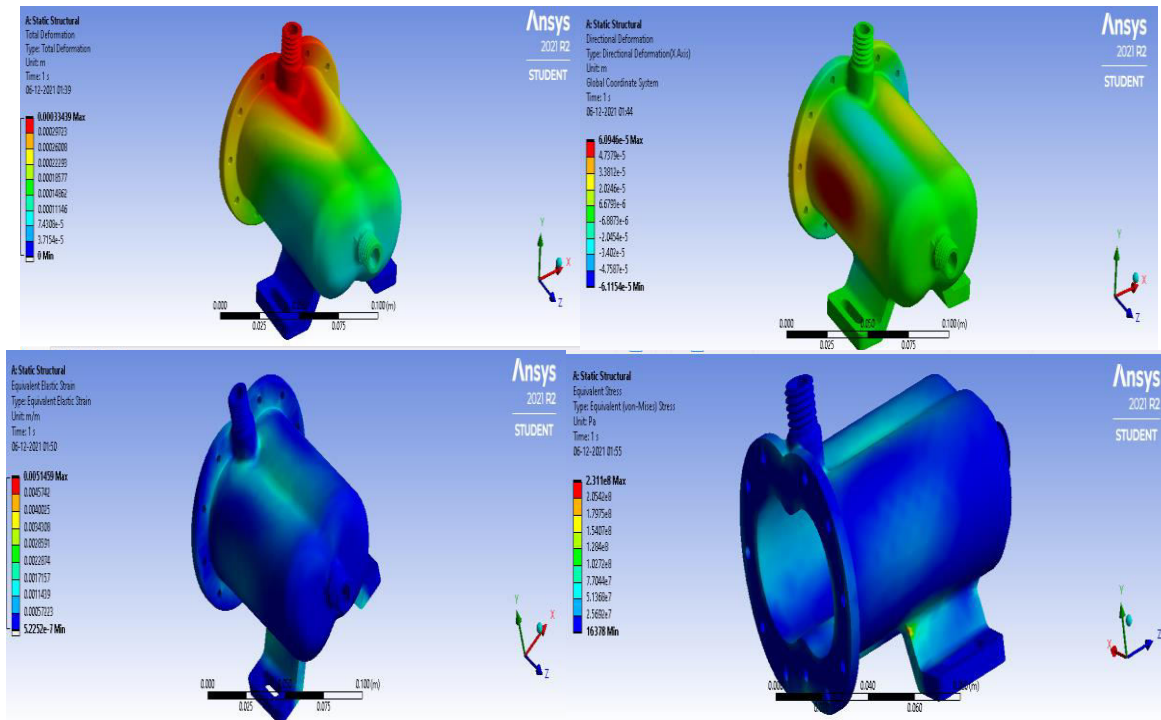 A: Static Structural
Total Deformation
Type: Total Deformation
Unit: m
Time: 1 s
06-12-2021 01:39
0.00033439 Max
0.00029723
0.00026008
0.00022293
0.00018577
0.00014862
0.00011146
7.4308e-5
3.7154e-5
0 Min
Ansys
2021 R2
STUDENT
Y
X
Z
0.000
0.100 (m)
0.025
0.075
A: Static Structural
Directional Deformation
Type: Directional Deformation(X Axis)
Unit: m
Global Coordinate System
Time: 1 s
06-12-2021 01:44
6.0946e-5 Max
4.7379e-5
3.3812e-5
2.0246e-5
6.6793e-6
-6.8873e-6
-2.0454e-5
-3.402e-5
-4.7587e-5
-6.1154e-5 Min
Ansys
2021 R2
STUDENT
Y
X
Z
0.000
0.050
0.100 (m)
0.025
0.075
A: Static Structural
Equivalent Elastic Strain
Type: Equivalent Elastic Strain
Unit: m/m
Time: 1 s
06-12-2021 01:50
0.0051459 Max
0.0045742
0.0040025
0.0034308
0.0028591
0.0022874
0.0017157
0.0011439
0.00057223
5.2252e-7 Min
Ansys
2021 R2
STUDENT
Y
X
Z
0.000
0.100 (m)
0.025
0.075
A: Static Structural
Equivalent Stress
Type: Equivalent (von-Mises) Stress
Unit: Pa
Time: 1 s
06-12-2021 01:55
2.311e8 Max
2.0542e8
1.7975e8
1.5407e8
1.284e8
1.0272e8
7.7044e7
5.1368e7
2.5692e7
16378 Min
Ansys
2021 R2
STUDENT
Y
X
Z
0.040
(m)
0.060